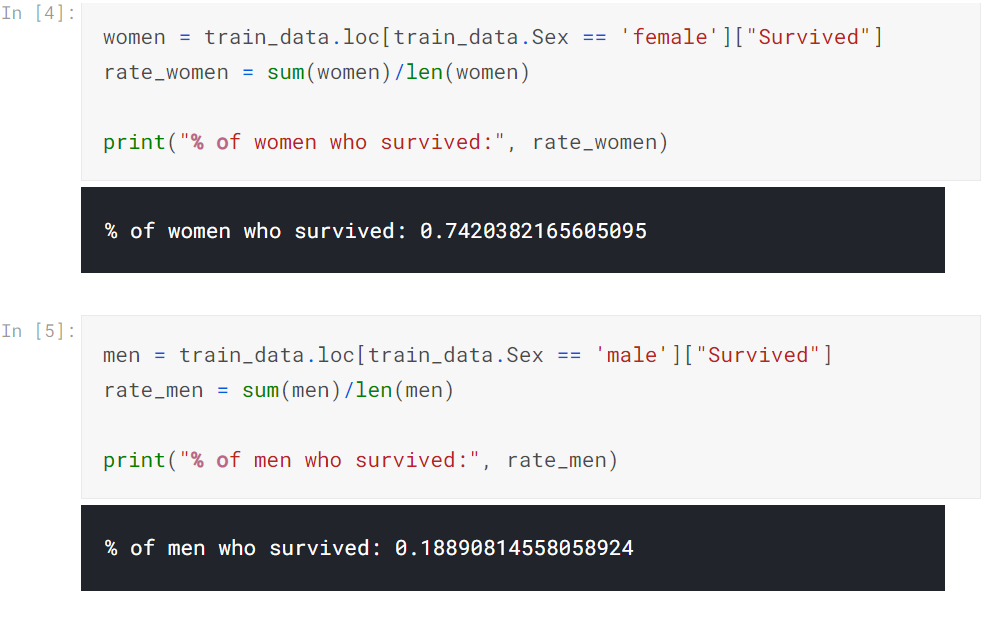 In [4]:
women = train_data.loc[train_data.Sex == 'female']["Survived"]
rate_women = sum(women)/len(women)
print("% of women who survived:", rate_women)
% of women who survived: 0.7420382165605095
In [5]:
men = train_data.loc[train_data.Sex == 'male']["Survived"]
rate_men = sum(men)/len(men)
print("% of men who survived:", rate_men)
% of men who survived: 0.18890814558058924